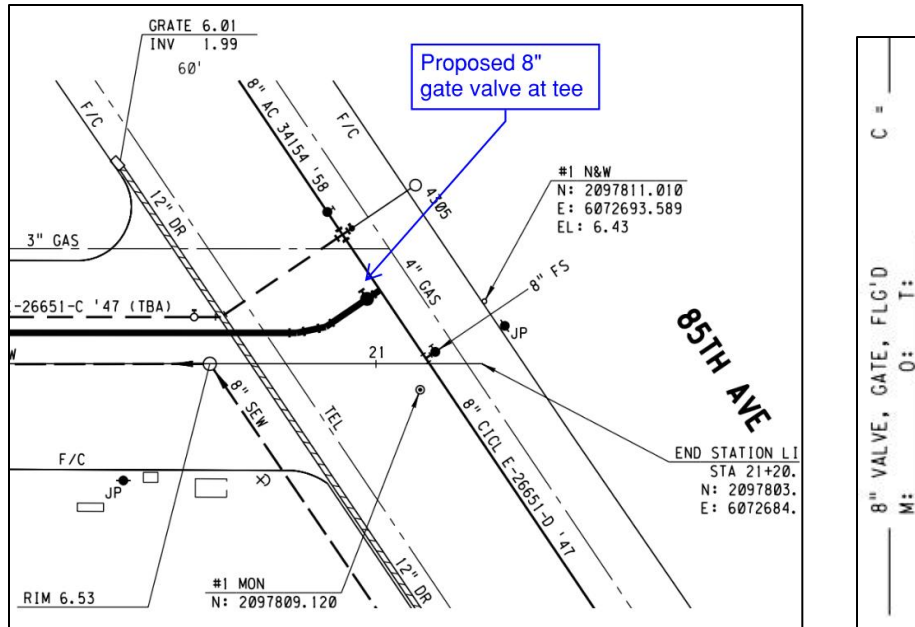 GRATE 6.01
INV 1.99
60'
Proposed 8"
gate valve at tee
F/C
8" AC 34154 '58
F/C
12" DR
4305
#1 N&W
N: 2097811.010
E: 6072693.589
EL: 6.43
3" GAS
4" GAS
8" FS
-26651-C '47 (TBA)
JP
85TH AVE
W
21
8" SEW
TEL
8" CICL E-26651-D '47
F/C
JP
END STATION LI
STA 21+20.
N: 2097803.
E: 6072684.
12" DR
RIM 6.53
#1 MON
N: 2097809.120
8" VALVE, GATE, FLG'D C =
M: O: T: